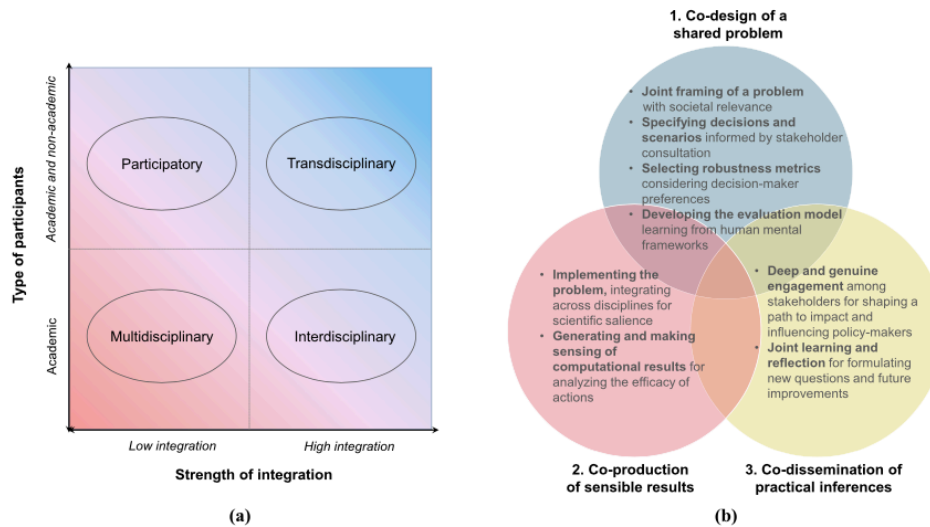 Academic and non-academic
Type of participants
Academic
Participatory
Transdisciplinary
Multidisciplinary
Interdisciplinary
Low integration
High integration
Strength of integration
(a)
1. Co-design of a
shared problem
• Joint framing of a problem
with societal relevance
• Specifying decisions and
scenarios informed by stakeholder
consultation
• Selecting robustness metrics
considering decision-maker
preferences
• Developing the evaluation model
learning from human mental
frameworks
• Implementing the
problem, integrating
across disciplines for
scientific salience
• Generating and making
sensing of
computational results for
analyzing the efficacy of
actions
• Deep and genuine
engagement among
stakeholders for shaping a
path to impact and
influencing policy-makers
• Joint learning and
reflection for formulating
new questions and future
improvements
2. Co-production
of sensible results
3. Co-dissemination of
practical inferences
(b)